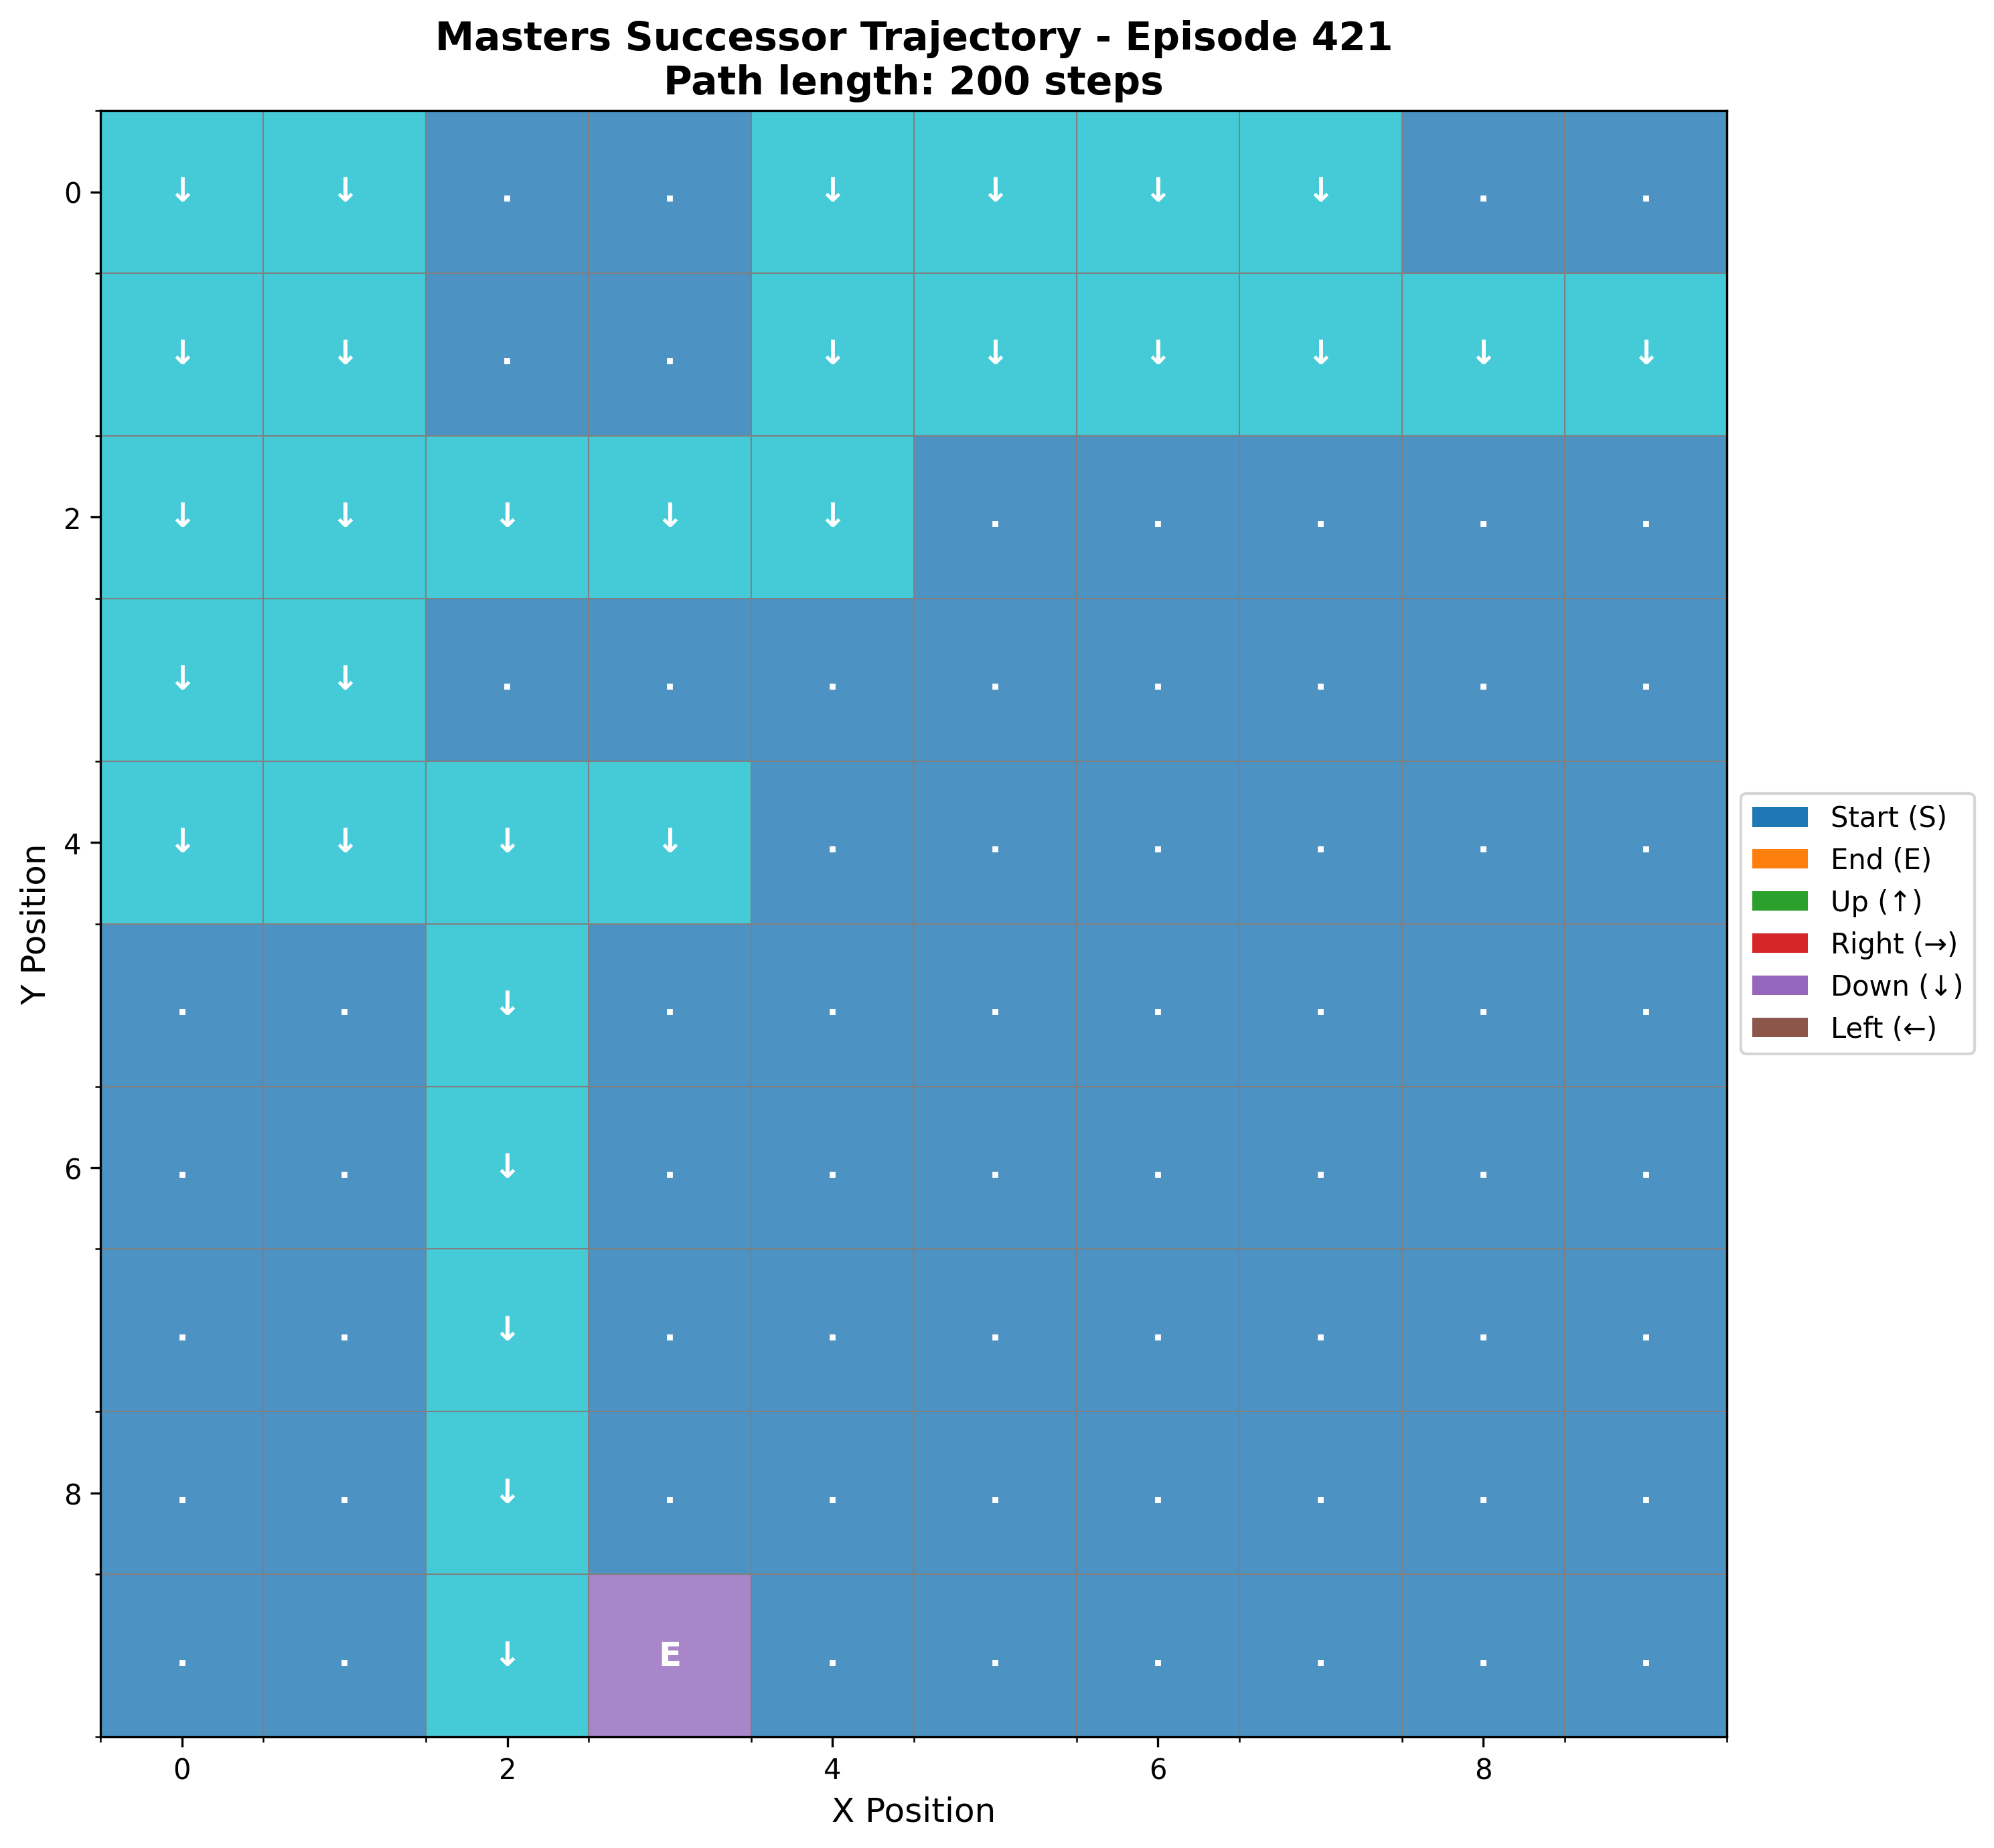 Masters Successor Trajectory - Episode 421
Path length: 200 steps
0 ↓ ↓ . . ↓ ↓ ↓ ↓ . .
↓ ↓ . . ↓ ↓ ↓ ↓ ↓ ↓
2 ↓ ↓ ↓ ↓ ↓ . . . . .
↓ ↓ . . . . . . . .
4 ↓ ↓ ↓ ↓ . . . . . .
. . ↓ . . . . . . .
6 . . ↓ . . . . . . .
. . ↓ . . . . . . .
8 . . ↓ . . . . . . .
. . ↓ E . . . . . .
0 2 4 6 8
X Position
Y Position
Start (S)
End (E)
Up (↑)
Right (→)
Down (↓)
Left (←)